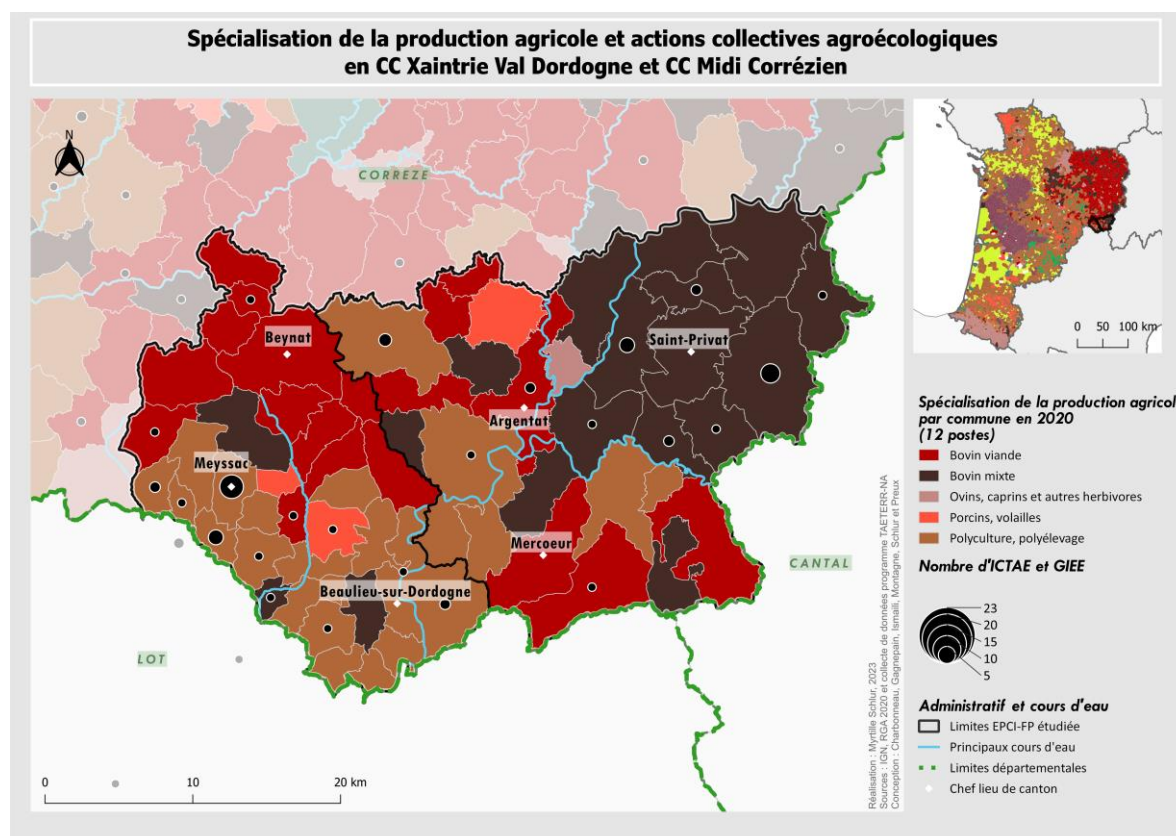 Spécialisation de la production agricole et actions collectives agroécologiques
en CC Xaintrie Val Dordogne et CC Midi Corrézien
N
CORREZE
Beynat
Saint-Privat
Argentat
Meyssac
Mercoeur
CANTAL
Beaulieu-sur-Dordogne
LOT
0 10 20 km
Réalisation : Myrtille Schlur, 2023
Sources : IGN, RGA 2020 et collecte de données programme TAETERR-NA
Conception : Charbonneau, Gagnepain, Ismaili, Montagne, Schlur et Preux
0 50 100 km
Spécialisation de la production agricol
par commune en 2020
(12 postes)
Bovin viande
Bovin mixte
Ovins, caprins et autres herbivores
Porcins, volailles
Polyculture, polyélevage
Nombre d'ICTAE et GIEE
23
20
15
10
5
Administratif et cours d'eau
Limites EPCI-FP étudiée
Principaux cours d'eau
Limites départementales
Chef lieu de canton